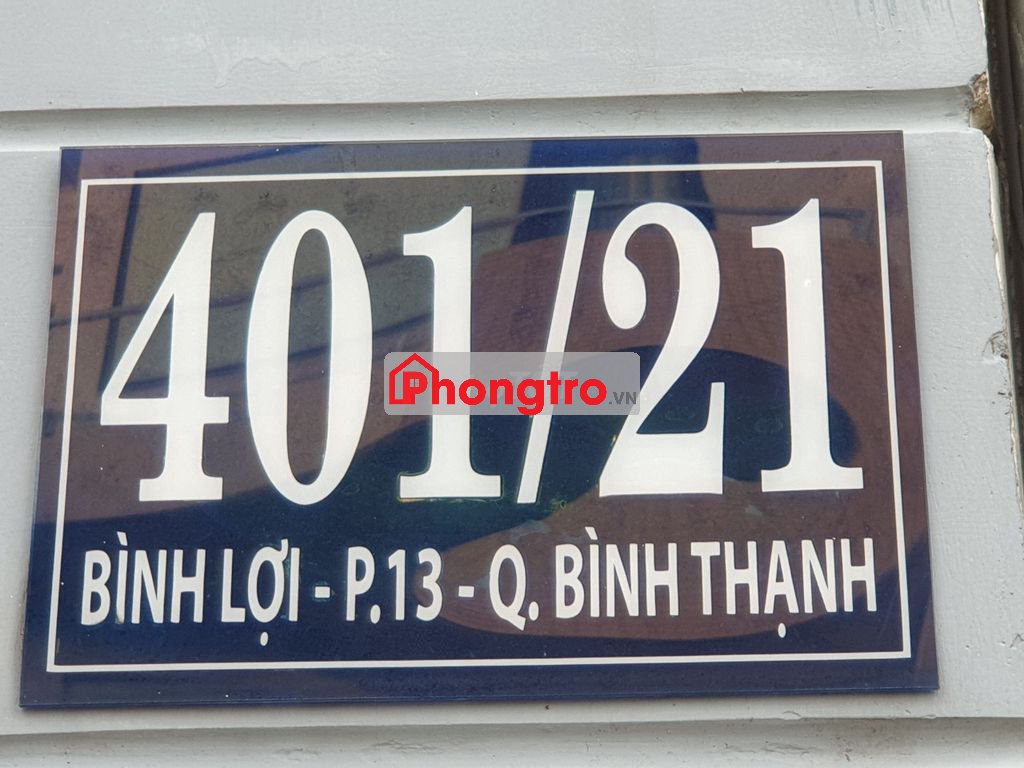 401/21
Phongtro.VN
BÌNH LỢI - P.13 - Q. BÌNH THẠNH